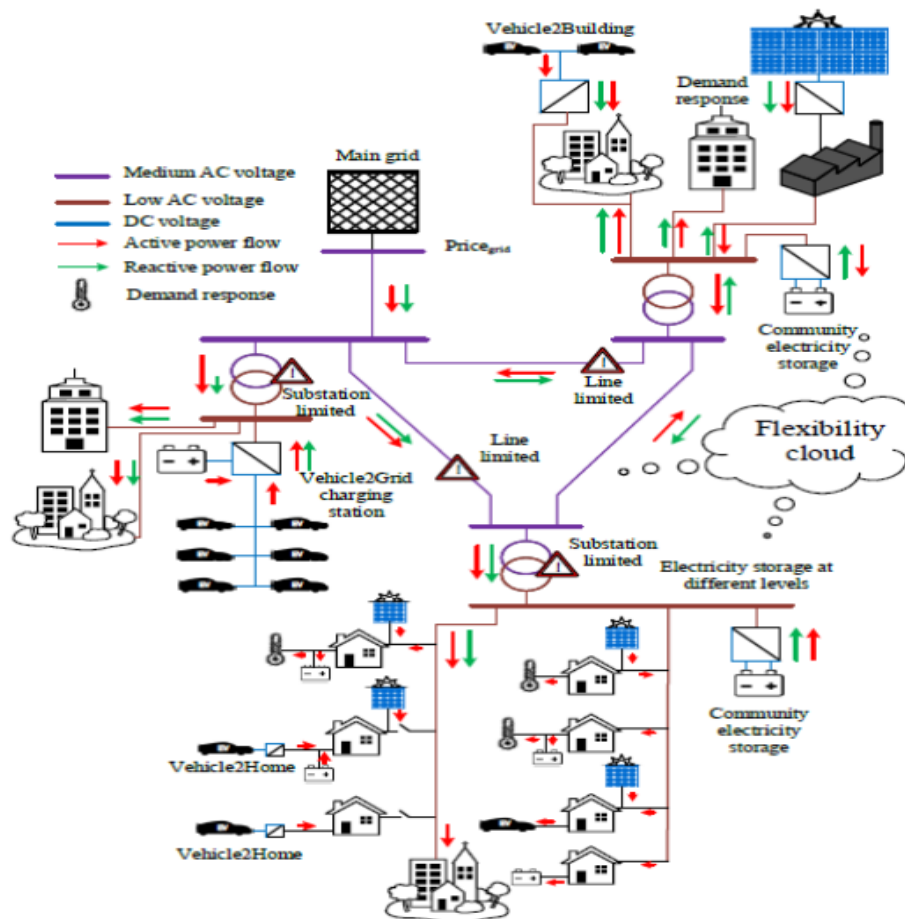 Vehicle2Building
Demand
response
Main grid
Medium AC voltage
Low AC voltage
DC voltage
Active power flow
Reactive power flow
Demand response
Pricegrid
Community
electricity
storage
Substation
limited
Line
limited
Line
limited
Flexibility
cloud
Vehicle2Grid
charging
station
Substation
limited
Electricity storage at
different levels
Vehicle2Home
Vehicle2Home
Community
electricity
storage